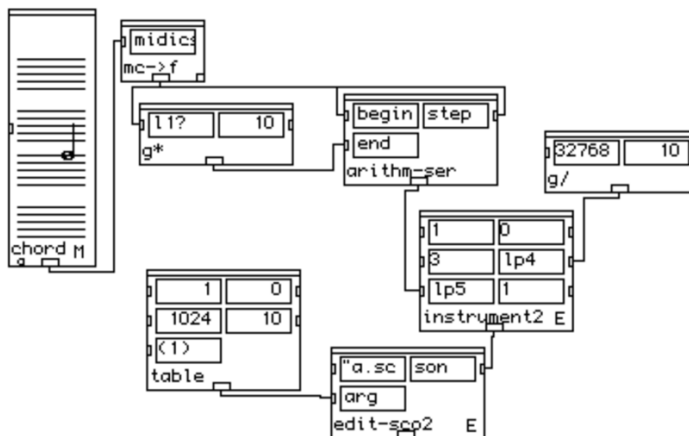 midics
mc->f
l1? 10
g*
begin step
end
arithm-ser
32768 10
g/
chord M
1 0
3 lp4
lp5 1
instrument2 E
1 0
1024 10
(1)
table
"a.sc son
arg
edit-sco2 E